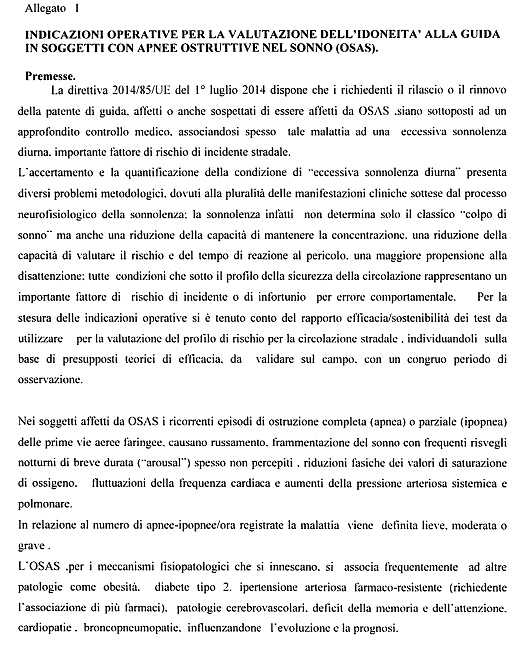 Allegato 1
INDICAZIONI OPERATIVE PER LA VALUTAZIONE DELL'IDONEITA' ALLA GUIDA
IN SOGGETTI CON APNEE OSTRUTTIVE NEL SONNO (OSAS).
Premesse.
La direttiva 2014/85/UE del 1° luglio 2014 dispone che i richiedenti il rilascio o il rinnovo
della patente di guida, affetti o anche sospettati di essere affetti da OSAS ,siano sottoposti ad un
approfondito controllo medico, associandosi spesso tale malattia ad una eccessiva sonnolenza
diurna, importante fattore di rischio di incidente stradale.
L'accertamento e la quantificazione della condizione di "eccessiva sonnolenza diurna" presenta
diversi problemi metodologici, dovuti alla pluralità delle manifestazioni cliniche sottese dal processo
neurofisiologico della sonnolenza; la sonnolenza infatti non determina solo il classico "colpo di
sonno" ma anche una riduzione della capacità di mantenere la concentrazione, una riduzione della
capacità di valutare il rischio e del tempo di reazione al pericolo, una maggiore propensione alla
disattenzione; tutte condizioni che sotto il profilo della sicurezza della circolazione rappresentano un
importante fattore di rischio di incidente o di infortunio per errore comportamentale. Per la
stesura delle indicazioni operative si è tenuto conto del rapporto efficacia/sostenibilità dei test da
utilizzare per la valutazione del profilo di rischio per la circolazione stradale , individuandoli sulla
base di presupposti teorici di efficacia, da validare sul campo, con un congruo periodo di
osservazione.
Nei soggetti affetti da OSAS i ricorrenti episodi di ostruzione completa (apnea) o parziale (ipopnea)
delle prime vie aeree faringee, causano russamento, frammentazione del sonno con frequenti risvegli
notturni di breve durata ("arousal") spesso non percepiti , riduzioni fasiche dei valori di saturazione
di ossigeno, fluttuazioni della frequenza cardiaca e aumenti della pressione arteriosa sistemica e
polmonare.
In relazione al numero di apnee-ipopnee/ora registrate la malattia viene definita lieve, moderata o
grave .
L'OSAS ,per i meccanismi fisiopatologici che si innescano, si associa frequentemente ad altre
patologie come obesità, diabete tipo 2, ipertensione arteriosa farmaco-resistente (richiedente
l'associazione di più farmaci), patologie cerebrovascolari, deficit della memoria e dell'attenzione,
cardiopatie , broncopneumopatie, influenzandone l'evoluzione e la prognosi.